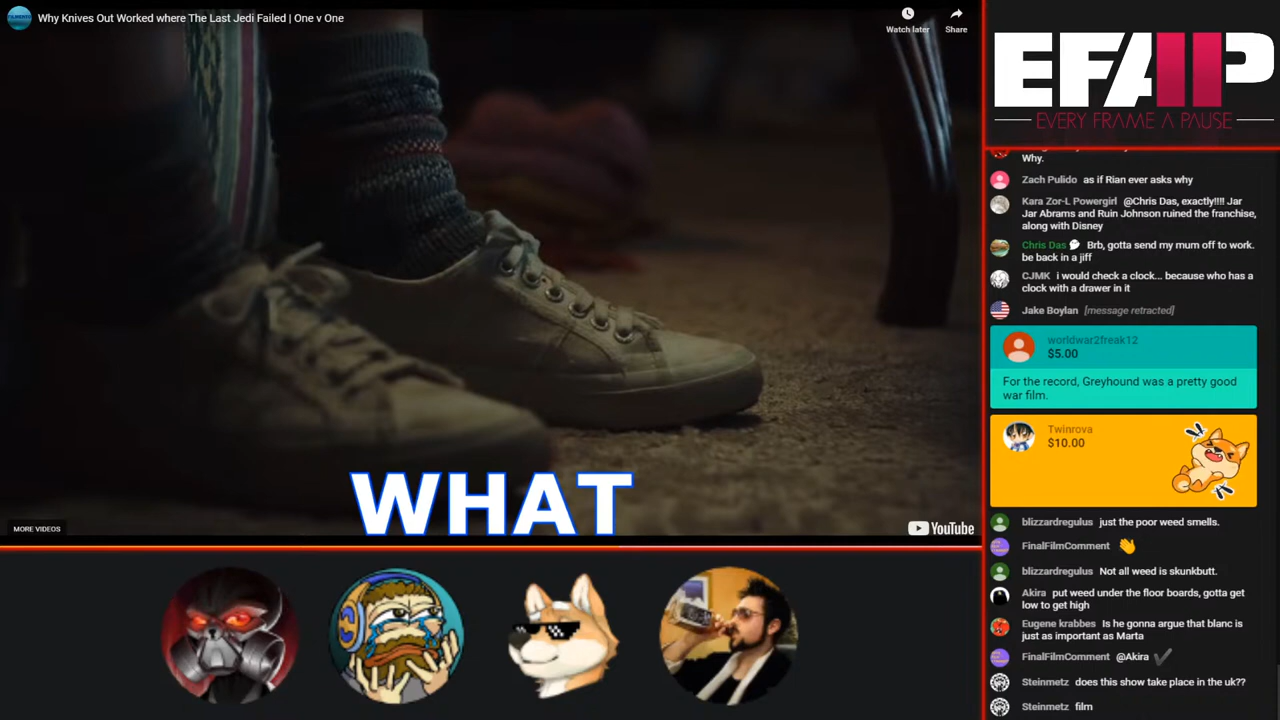 Why Knives Out Worked where The Last Jedi Failed | One v One
Watch later
Share
WHAT
MORE VIDEOS
YouTube
EFAP
EVERY FRAME A PAUSE
Why.
Zach Pulido as if Rian ever asks why
Kara Zor-L Powergirl @Chris Das, exactly!!!! Jar
Jar Abrams and Ruin Johnson ruined the franchise,
along with Disney
Chris Das Brb, gotta send my mum off to work.
be back in a jiff
CJMK i would check a clock... because who has a
clock with a drawer in it
Jake Boylan [message retracted]
worldwar2freak12
$5.00
For the record, Greyhound was a pretty good
war film.
Twinrova
$10.00
blizzardregulus just the poor weed smells.
FinalFilmComment
blizzardregulus Not all weed is skunkbutt.
Akira put weed under the floor boards, gotta get
low to get high
Eugene krabbes Is he gonna argue that blanc is
just as important as Marta
FinalFilmComment @Akira
Steinmetz does this show take place in the uk??
Steinmetz film